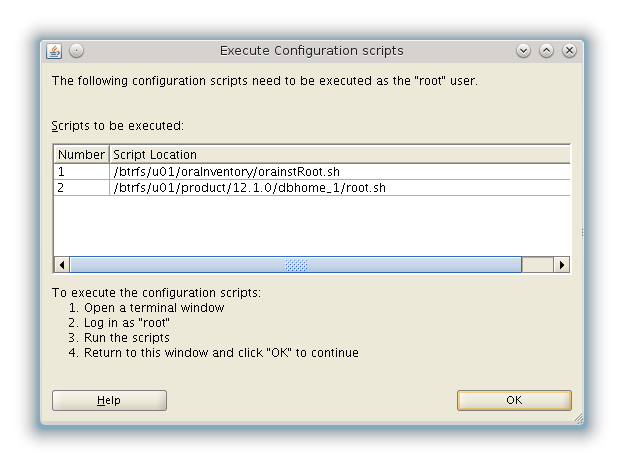 Execute Configuration scripts
The following configuration scripts need to be executed as the "root" user.
Scripts to be executed:
Number Script Location
1 /btrfs/u01/oraInventory/orainstRoot.sh
2 /btrfs/u01/product/12.1.0/dbhome_1/root.sh
To execute the configuration scripts:
1. Open a terminal window
2. Log in as "root"
3. Run the scripts
4. Return to this window and click "OK" to continue
Help OK